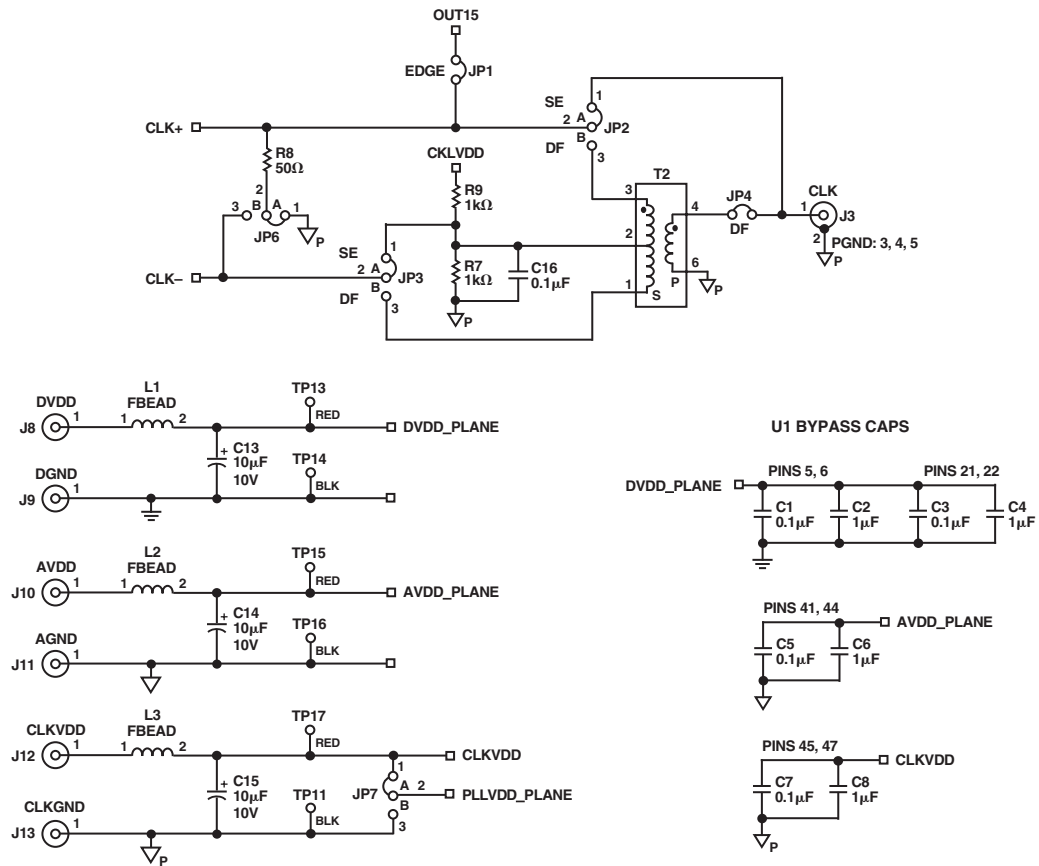 OUT15
EDGE
JP1
CLK+
R8
50Ω
3
2
B
A
1
JP6
P
CLK–
CKLVDD
R9
1kΩ
SE
1
2
A
B
JP3
DF
3
R7
1kΩ
P
C16
0.1µF
SE
1
2
A
B
JP2
DF
3
T2
3
4
2
1
S
P
6
P
JP4
DF
CLK
1
J3
2
PGND: 3, 4, 5
P
DVDD
J8
1
L1
FBEAD
1
2
TP13
RED
DVDD_PLANE
+
C13
10µF
10V
DGND
J9
1
TP14
BLK
AVDD
J10
1
L2
FBEAD
1
2
TP15
RED
AVDD_PLANE
+
C14
10µF
10V
AGND
J11
1
TP16
BLK
CLKVDD
J12
1
L3
FBEAD
1
2
TP17
RED
CLKVDD
+
C15
10µF
10V
1
A
2
JP7
B
3
PLLVDD_PLANE
CLKGND
J13
1
TP11
BLK
P
U1 BYPASS CAPS
PINS 5, 6
PINS 21, 22
DVDD_PLANE
C1
0.1µF
C2
1µF
C3
0.1µF
C4
1µF
PINS 41, 44
AVDD_PLANE
C5
0.1µF
C6
1µF
PINS 45, 47
CLKVDD
C7
0.1µF
C8
1µF
P